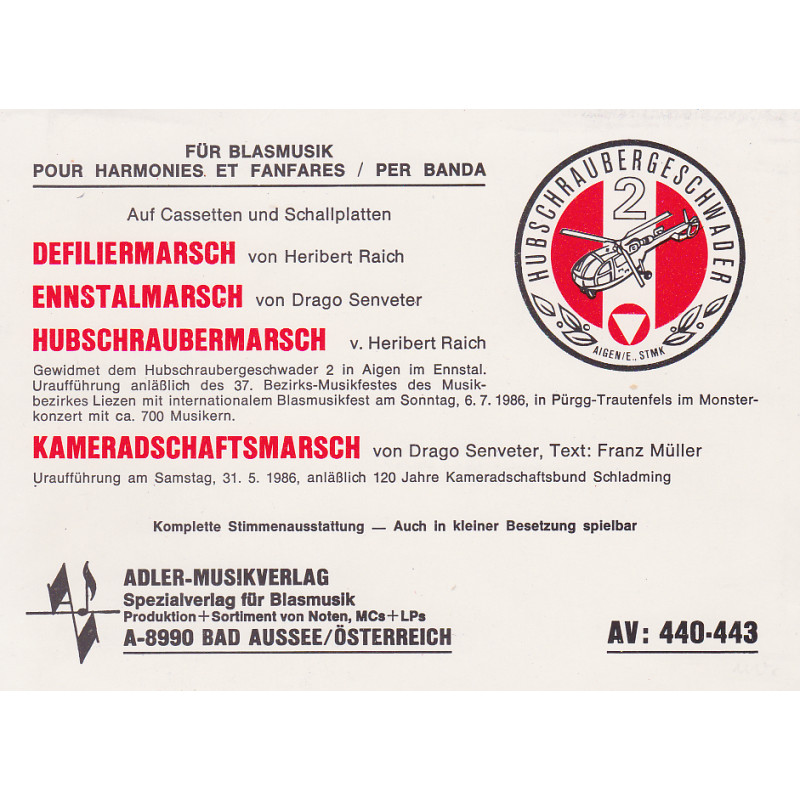 FÜR BLASMUSIK
POUR HARMONIES ET FANFARES / PER BANDA
Auf Cassetten und Schallplatten
DEFILIERMARSCH von Heribert Raich
ENNSTALMARSCH von Drago Senveter
HUBSCHRAUBERMARSCH v. Heribert Raich
HUBSCHRAUBERGESCHWADER
2
AIGEN/E., STMK
Gewidmet dem Hubschraubergeschwader 2 in Aigen im Ennstal.
Uraufführung anläßlich des 37. Bezirks-Musikfestes des Musik-
bezirkes Liezen mit internationalem Blasmusikfest am Sonntag, 6. 7. 1986, in Pürgg-Trautenfels im Monster-
konzert mit ca. 700 Musikern.
KAMERADSCHAFTSMARSCH von Drago Senveter, Text: Franz Müller
Uraufführung am Samstag, 31. 5. 1986, anläßlich 120 Jahre Kameradschaftsbund Schladming
Komplette Stimmenausstattung — Auch in kleiner Besetzung spielbar
AV
ADLER-MUSIKVERLAG
Spezialverlag für Blasmusik
Produktion+Sortiment von Noten, MCs+LPs
A-8990 BAD AUSSEE/ÖSTERREICH
AV: 440-443